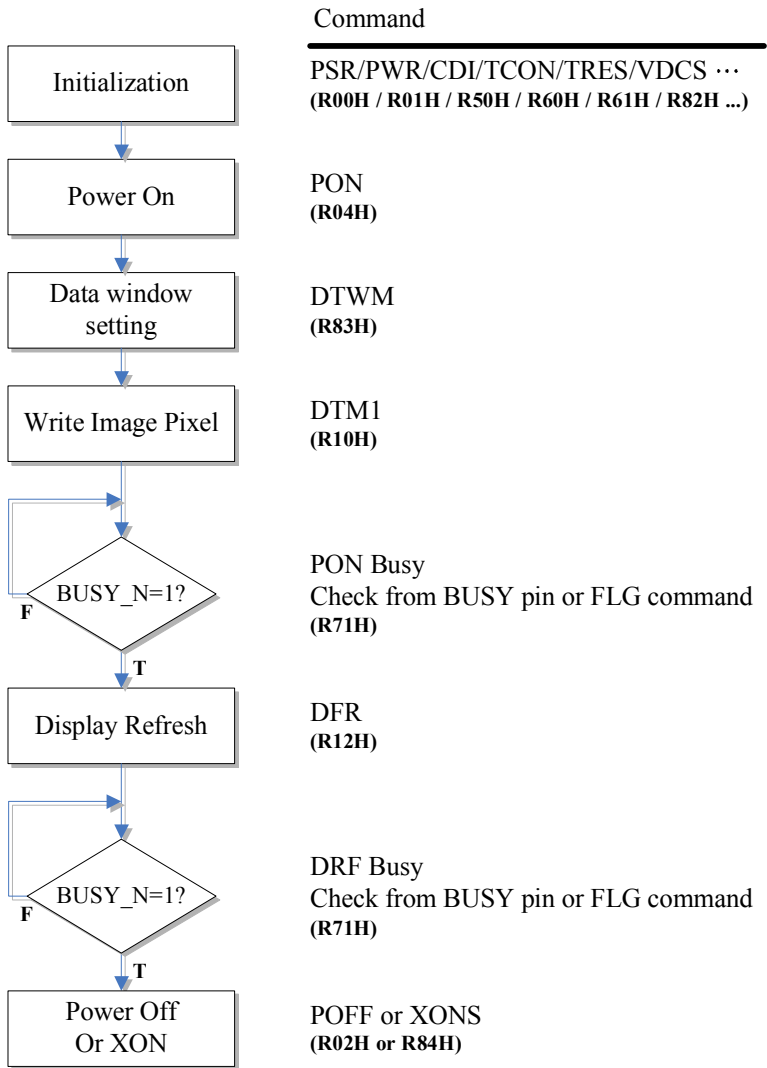 Command
Initialization
PSR/PWR/CDI/TCON/TRES/VDCS ⋯
(R00H / R01H / R50H / R60H / R61H / R82H ...)
Power On
PON
(R04H)
Data window
setting
DTWM
(R83H)
Write Image Pixel
DTM1
(R10H)
BUSY_N=1?
F
T
PON Busy
Check from BUSY pin or FLG command
(R71H)
Display Refresh
DFR
(R12H)
BUSY_N=1?
F
T
DRF Busy
Check from BUSY pin or FLG command
(R71H)
Power Off
Or XON
POFF or XONS
(R02H or R84H)